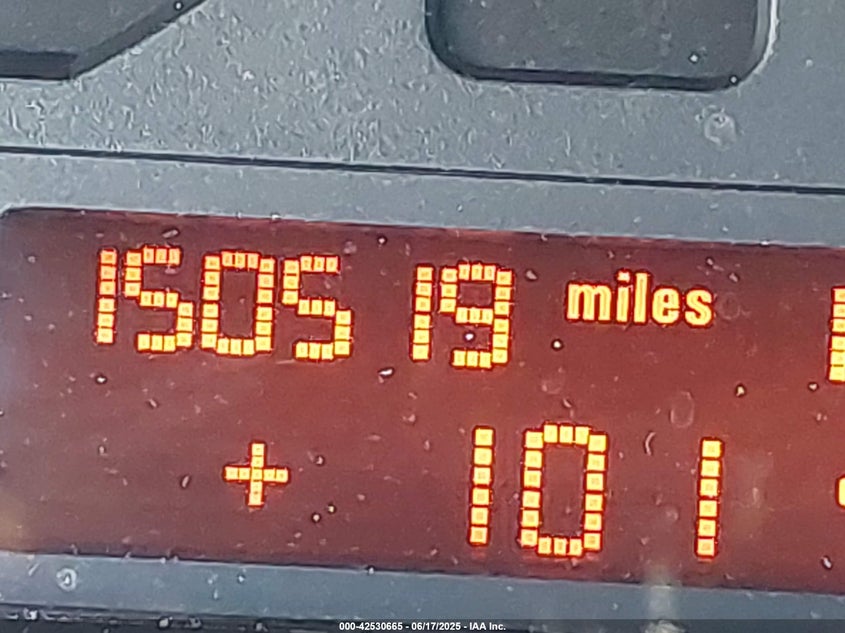 150519 miles
+ 101
000-42530665 - 06/17/2025 - IAA Inc.